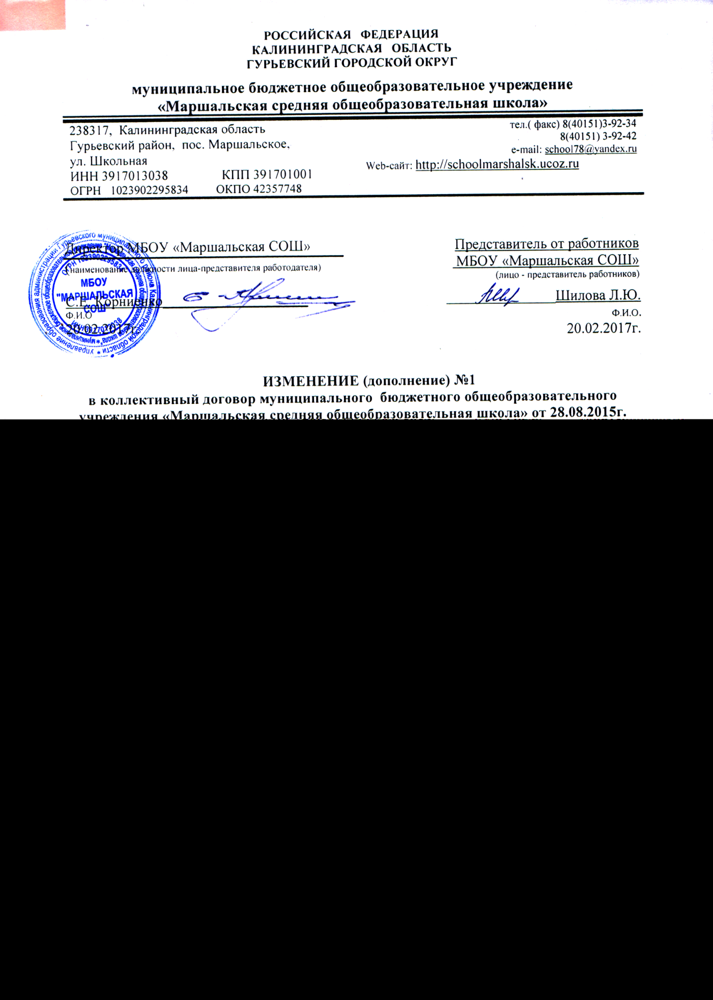 РОССИЙСКАЯ ФЕДЕРАЦИЯ
КАЛИНИНГРАДСКАЯ ОБЛАСТЬ
ГУРЬЕВСКИЙ ГОРОДСКОЙ ОКРУГ
муниципальное бюджетное общеобразовательное учреждение
«Маршальская средняя общеобразовательная школа»
238317, Калининградская область
Гурьевский район, пос. Маршальское,
ул. Школьная
ИНН 3917013038 КПП 391701001
ОГРН 1023902295834 ОКПО 42357748
тел.( факс) 8(40151)3-92-34
8(40151) 3-92-42
e-mail: school78@yandex.ru
Web-сайт: http://schoolmarshalsk.ucoz.ru
Директор МБОУ «Маршальская СОШ»
(наименование должности лица-представителя работодателя)
С.Е. Корниенко
Ф.И.О
20.02.2017г.
МБОУ
"МАРШАЛЬСКАЯ
СОШ"
ОГРН 1023902295834
ИНН 3917013038
Представитель от работников
МБОУ «Маршальская СОШ»
(лицо - представитель работников)
Шилова Л.Ю.
Ф.И.О.
20.02.2017г.
ИЗМЕНЕНИЕ (дополнение) №1
в коллективный договор муниципального бюджетного общеобразовательного
учреждения «Маршальская средняя общеобразовательная школа» от 28.08.2015г.